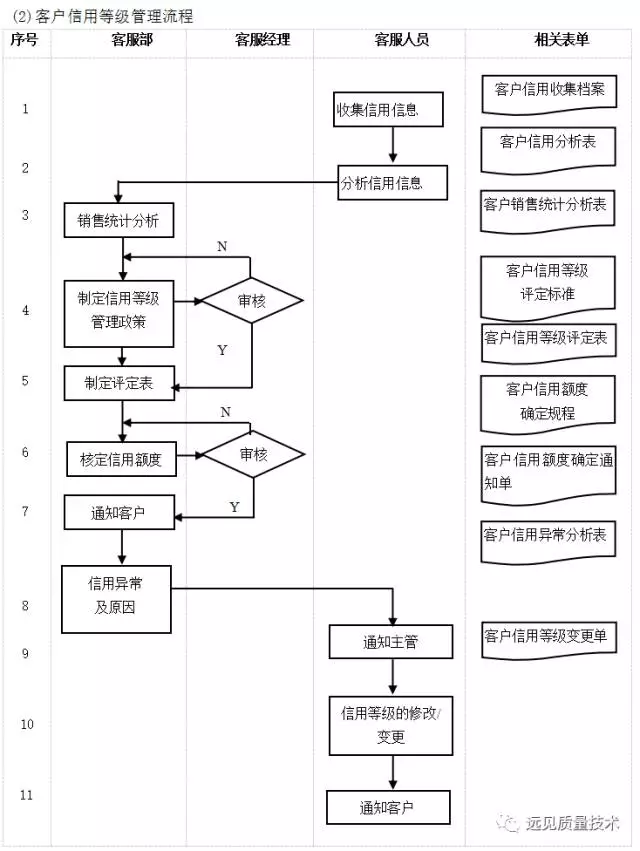 (2)客户信用等级管理流程
序号 客服部 客服经理 客服人员 相关表单
客户信用收集档案
1 收集信用信息
客户信用分析表
2 分析信用信息
3 销售统计分析 客户销售统计分析表
N
客户信用等级
评定标准
4 制定信用等级
管理政策
审核
Y
客户信用等级评定表
5 制定评定表
客户信用额度
确定规程
N
6 核定信用额度 审核
客户信用额度确定通
知单
7 通知客户 Y
客户信用异常分析表
8 信用异常
及原因
9 通知主管 客户信用等级变更单
10 信用等级的修改/
变更
11 通知客户
远见质量技术